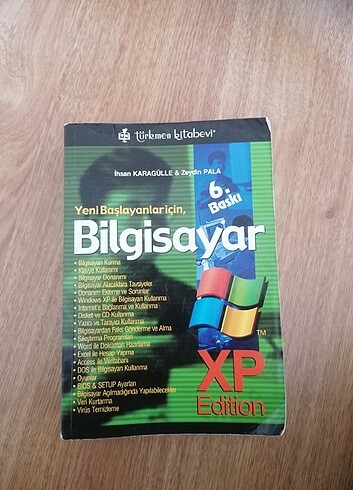 türkmen kitabevi
İhsan KARAGÜLLE & Zeydin PALA
6. Baskı
Yeni Başlayanlar için,
Bilgisayar
• Bilgisayarı Kurma
• Klavye Kullanımı
• Bilgisayar Donanımı
• Bilgisayar Alacaklara Tavsiyeler
• Donanım Ekleme ve Sorunlar
• Windows XP ile Bilgisayarı Kullanma
• Internet'e Bağlanma ve Kullanma
• Disket ve CD Kullanma
• Yazıcı ve Tarayıcı Kullanma
• Bilgisayardan Faks Gönderme ve Alma
• Sıkıştırma Programları
• Word ile Doküman Hazırlama
• Excel ile Hesap Yapma
• Access ile Veritabanı
• DOS ile Bilgisayarı Kullanma
• Oyunlar
• BIOS & SETUP Ayarları
• Bilgisayar Açılmadığında Yapılabilecekler
• Veri Kurtarma
• Virüs Temizleme
TM
XP
Edition